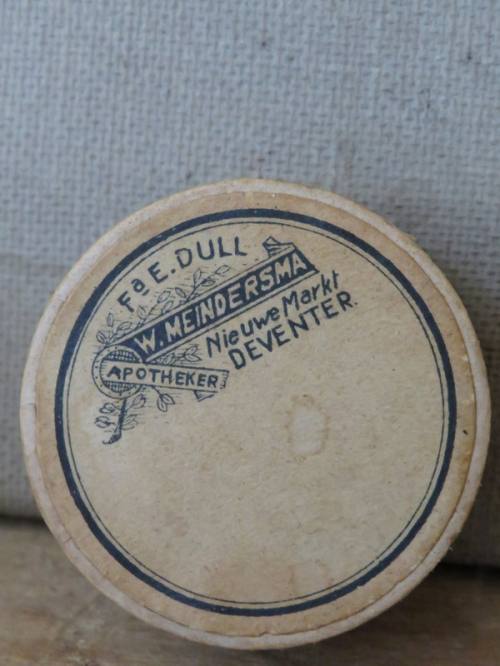 Fa E. DULL
W. MEINDERSMA
APOTHEKER
Nieuwe Markt
DEVENTER.